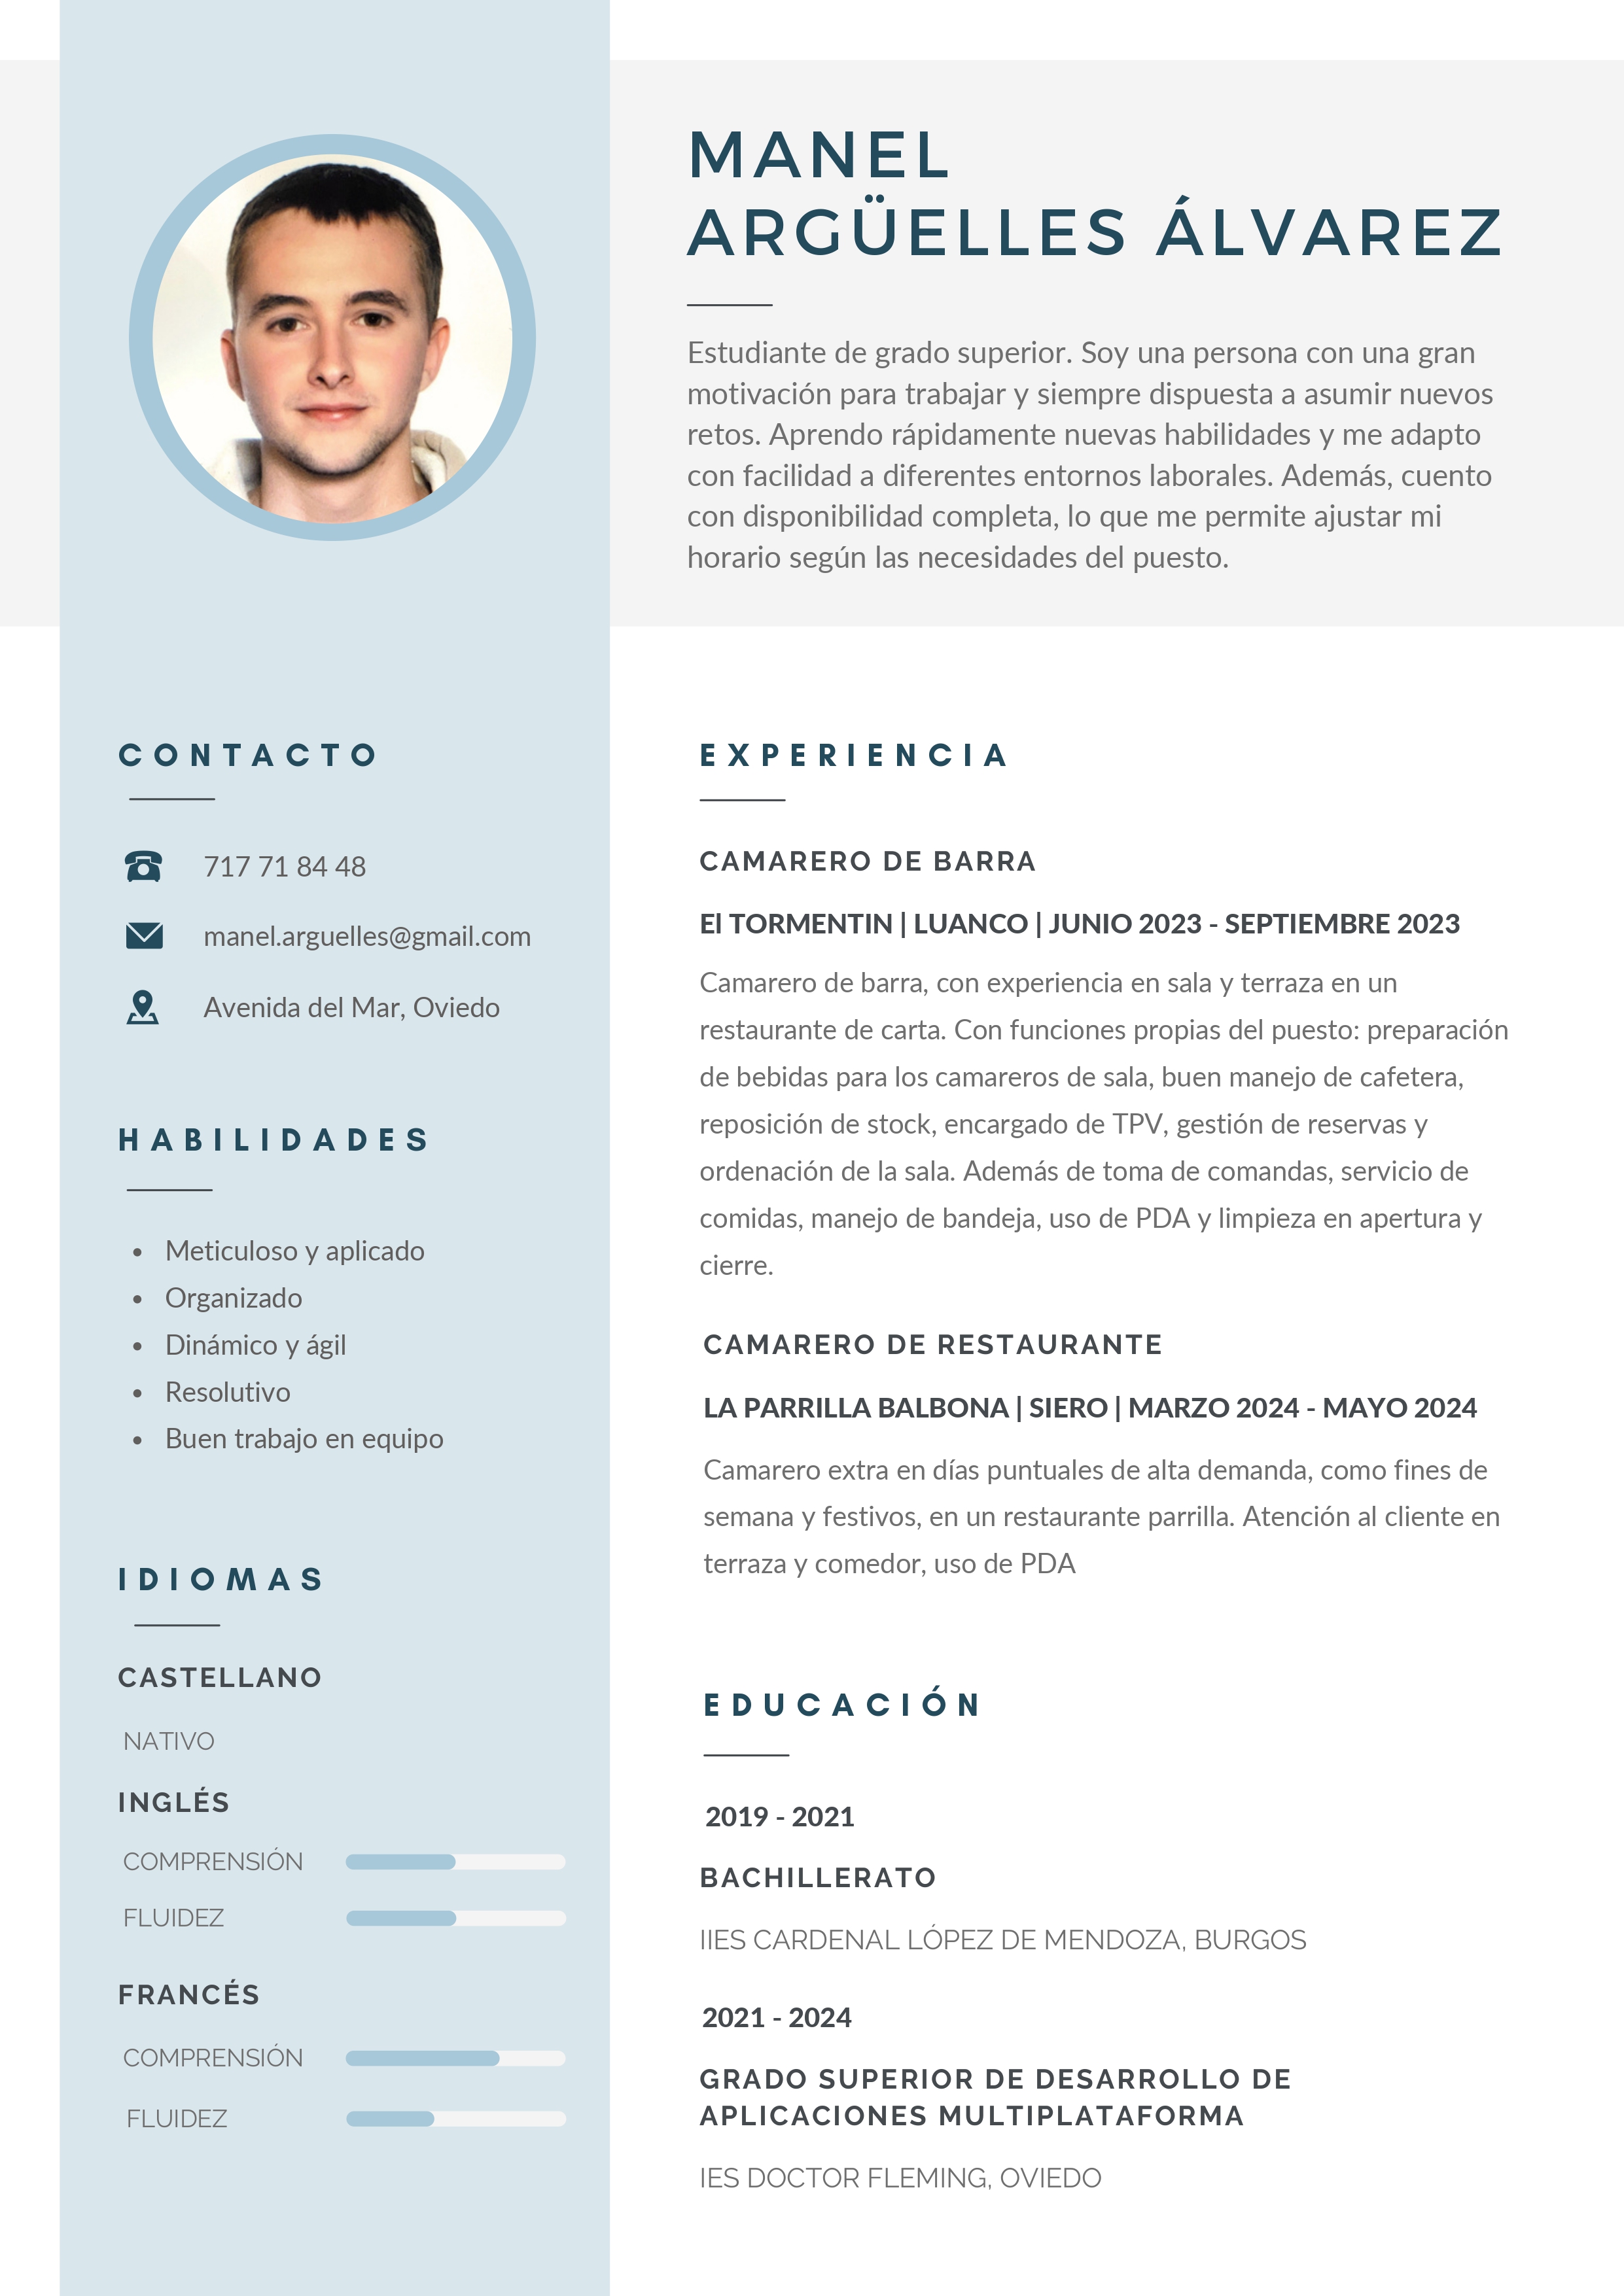 MANEL
ARGÜELLES ÁLVAREZ
Estudiante de grado superior. Soy una persona con una gran
motivación para trabajar y siempre dispuesta a asumir nuevos
retos. Aprendo rápidamente nuevas habilidades y me adapto
con facilidad a diferentes entornos laborales. Además, cuento
con disponibilidad completa, lo que me permite ajustar mi
horario según las necesidades del puesto.
CONTACTO
717 71 84 48
manel.arguelles@gmail.com
Avenida del Mar, Oviedo
HABILIDADES
• Meticuloso y aplicado
• Organizado
• Dinámico y ágil
• Resolutivo
• Buen trabajo en equipo
IDIOMAS
CASTELLANO
NATIVO
INGLÉS
COMPRENSIÓN
FLUIDEZ
FRANCÉS
COMPRENSIÓN
FLUIDEZ
EXPERIENCIA
CAMARERO DE BARRA
El TORMENTIN | LUANCO | JUNIO 2023 - SEPTIEMBRE 2023
Camarero de barra, con experiencia en sala y terraza en un
restaurante de carta. Con funciones propias del puesto: preparación
de bebidas para los camareros de sala, buen manejo de cafetera,
reposición de stock, encargado de TPV, gestión de reservas y
ordenación de la sala. Además de toma de comandas, servicio de
comidas, manejo de bandeja, uso de PDA y limpieza en apertura y
cierre.
CAMARERO DE RESTAURANTE
LA PARRILLA BALBONA | SIERO | MARZO 2024 - MAYO 2024
Camarero extra en días puntuales de alta demanda, como fines de
semana y festivos, en un restaurante parrilla. Atención al cliente en
terraza y comedor, uso de PDA
EDUCACIÓN
2019 - 2021
BACHILLERATO
IIES CARDENAL LÓPEZ DE MENDOZA, BURGOS
2021 - 2024
GRADO SUPERIOR DE DESARROLLO DE
APLICACIONES MULTIPLATAFORMA
IES DOCTOR FLEMING, OVIEDO